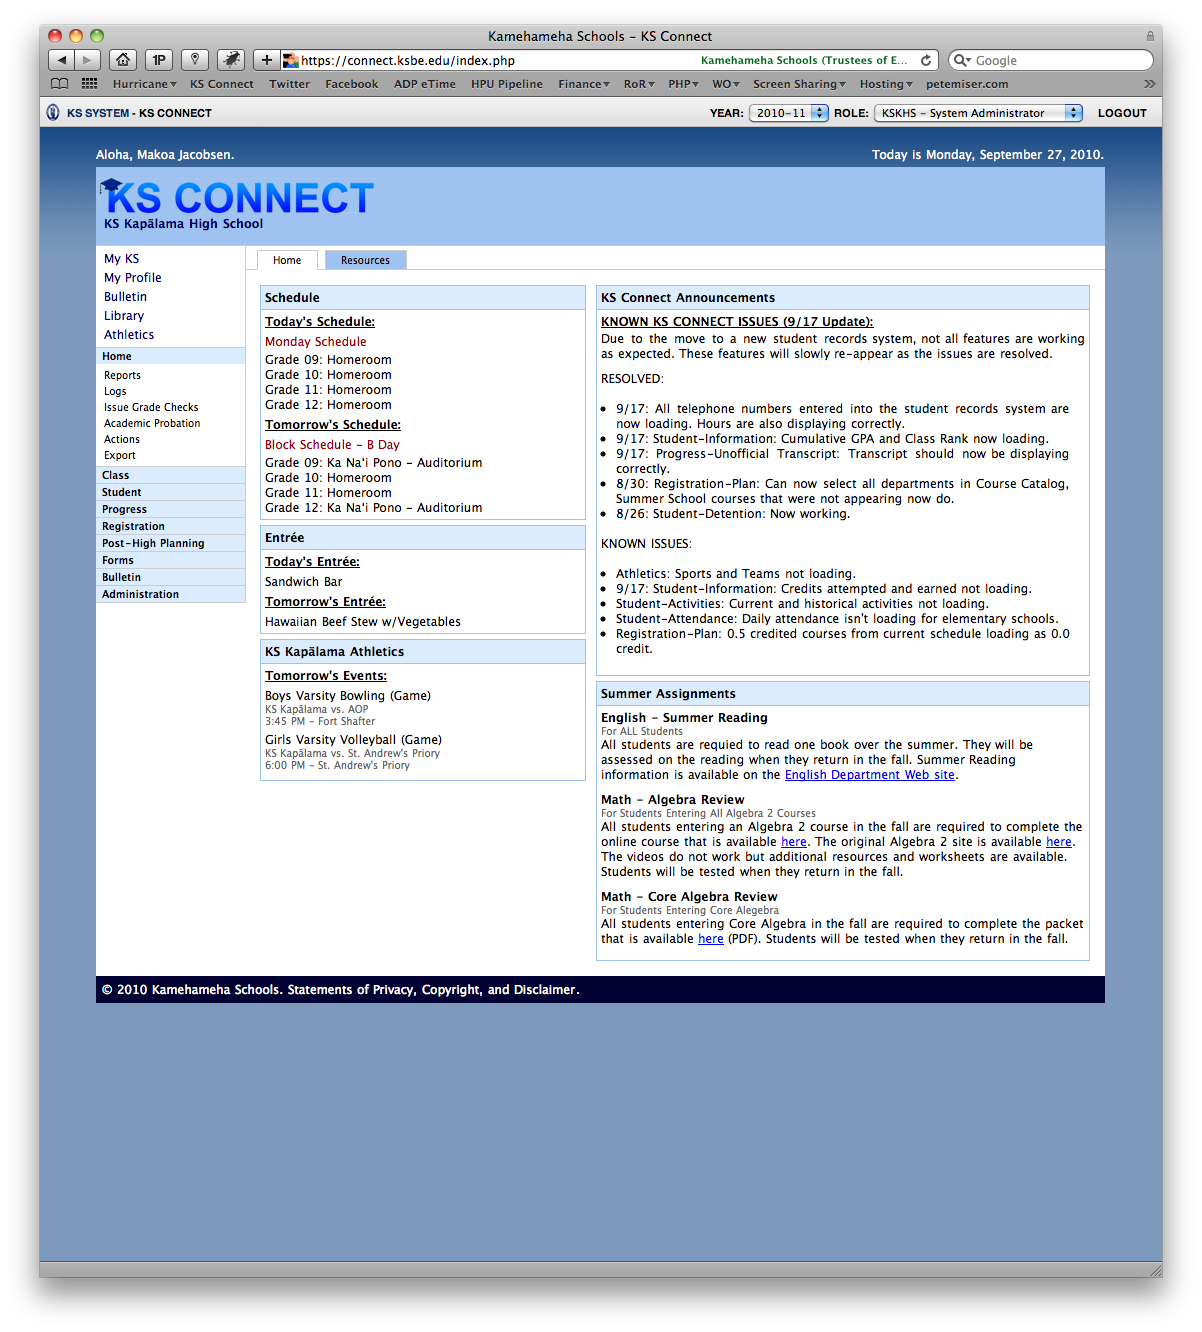 Kamehameha Schools – KS Connect
1P
https://connect.ksbe.edu/index.php
Kamehameha Schools (Trustees of E...
Google
Hurricane
KS Connect
Twitter
Facebook
ADP eTime
HPU Pipeline
Finance
RoR
PHP
WO
Screen Sharing
Hosting
petemiser.com
KS SYSTEM - KS CONNECT
YEAR: 2010-11 ROLE: KSKHS – System Administrator LOGOUT
Aloha, Makoa Jacobsen.
Today is Monday, September 27, 2010.
KS CONNECT
KS Kapālama High School
My KS
My Profile
Bulletin
Library
Athletics
Home
Reports
Logs
Issue Grade Checks
Academic Probation
Actions
Export
Class
Student
Progress
Registration
Post-High Planning
Forms
Bulletin
Administration
Home
Resources
Schedule
Today's Schedule:
Monday Schedule
Grade 09: Homeroom
Grade 10: Homeroom
Grade 11: Homeroom
Grade 12: Homeroom
Tomorrow's Schedule:
Block Schedule – B Day
Grade 09: Ka Na'i Pono – Auditorium
Grade 10: Homeroom
Grade 11: Homeroom
Grade 12: Ka Na'i Pono – Auditorium
Entrée
Today's Entrée:
Sandwich Bar
Tomorrow's Entrée:
Hawaiian Beef Stew w/Vegetables
KS Kapālama Athletics
Tomorrow's Events:
Boys Varsity Bowling (Game)
KS Kapālama vs. AOP
3:45 PM – Fort Shafter
Girls Varsity Volleyball (Game)
KS Kapālama vs. St. Andrew's Priory
6:00 PM – St. Andrew's Priory
KS Connect Announcements
KNOWN KS CONNECT ISSUES (9/17 Update):
Due to the move to a new student records system, not all features are working
as expected. These features will slowly re-appear as the issues are resolved.
RESOLVED:
• 9/17: All telephone numbers entered into the student records system are
now loading. Hours are also displaying correctly.
• 9/17: Student-Information: Cumulative GPA and Class Rank now loading.
• 9/17: Progress-Unofficial Transcript: Transcript should now be displaying
correctly.
• 8/30: Registration-Plan: Can now select all departments in Course Catalog,
Summer School courses that were not appearing now do.
• 8/26: Student-Detention: Now working.
KNOWN ISSUES:
• Athletics: Sports and Teams not loading.
• 9/17: Student-Information: Credits attempted and earned not loading.
• Student-Activities: Current and historical activities not loading.
• Student-Attendance: Daily attendance isn't loading for elementary schools.
• Registration-Plan: 0.5 credited courses from current schedule loading as 0.0
credit.
Summer Assignments
English – Summer Reading
For ALL Students
All students are requied to read one book over the summer. They will be
assessed on the reading when they return in the fall. Summer Reading
information is available on the English Department Web site.
Math – Algebra Review
For Students Entering All Algebra 2 Courses
All students entering an Algebra 2 course in the fall are required to complete the
online course that is available here. The original Algebra 2 site is available here.
The videos do not work but additional resources and worksheets are available.
Students will be tested when they return in the fall.
Math – Core Algebra Review
For Students Entering Core Alegebra
All students entering Core Algebra in the fall are required to complete the packet
that is available here (PDF). Students will be tested when they return in the fall.
© 2010 Kamehameha Schools. Statements of Privacy, Copyright, and Disclaimer.